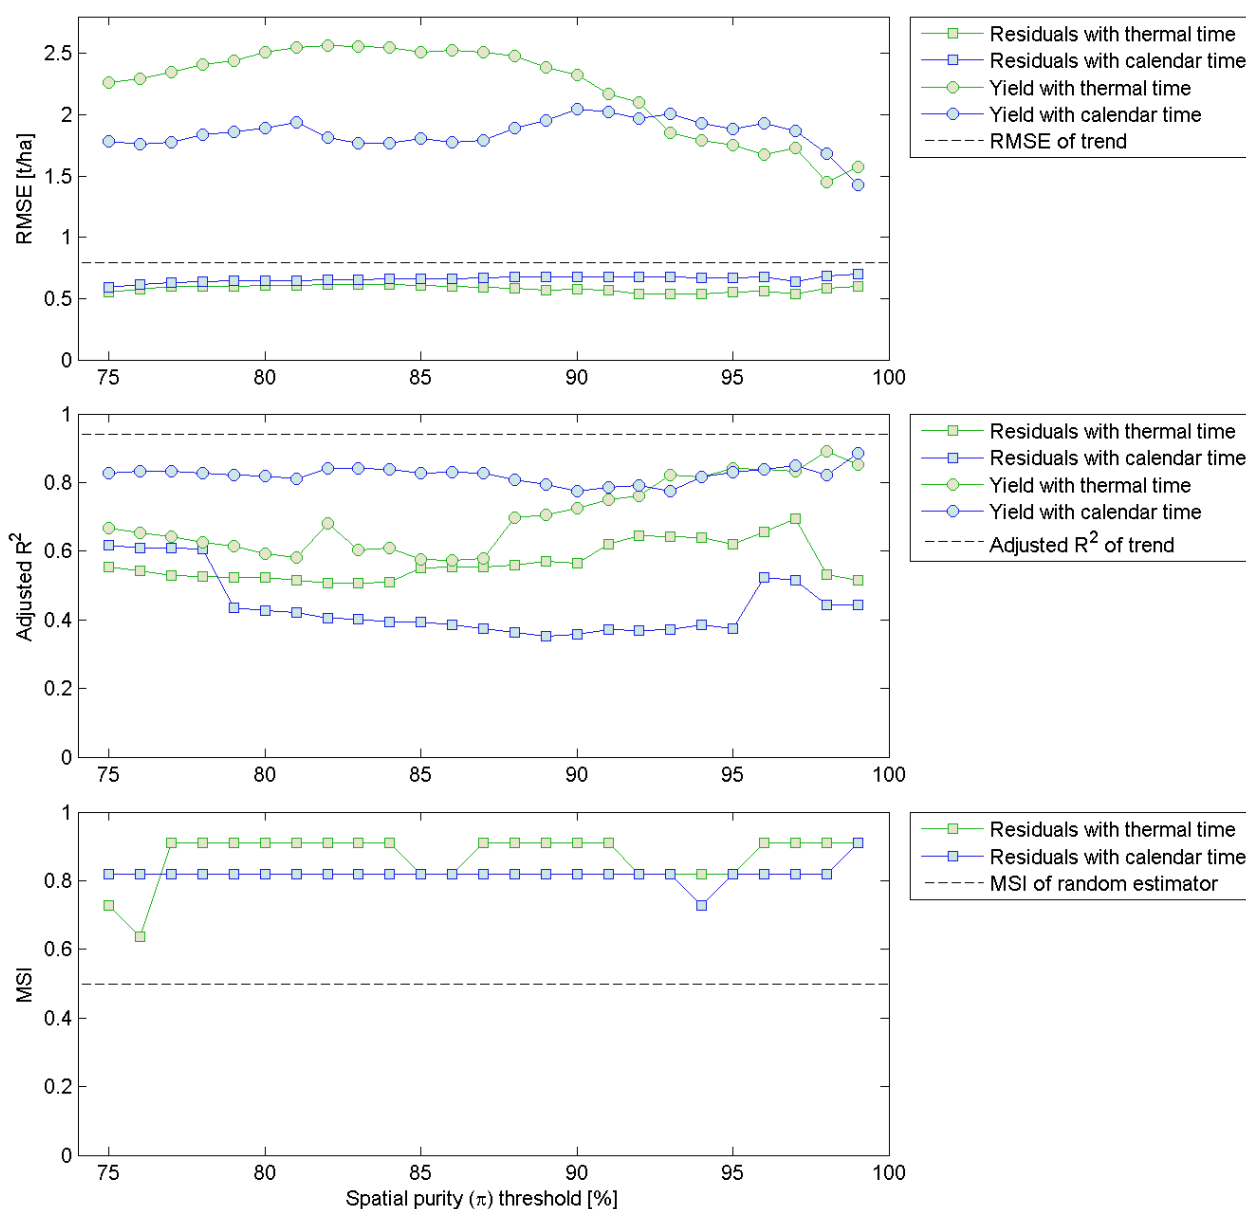 2.5
2
1.5
1
0.5
0
RMSE [t/ha]
75 80 85 90 95 100
Residuals with thermal time
Residuals with calendar time
Yield with thermal time
Yield with calendar time
RMSE of trend
1
0.8
0.6
0.4
0.2
0
Adjusted R²
75 80 85 90 95 100
Residuals with thermal time
Residuals with calendar time
Yield with thermal time
Yield with calendar time
Adjusted R² of trend
1
0.8
0.6
0.4
0.2
0
MSI
75 80 85 90 95 100
Spatial purity (π) threshold [%]
Residuals with thermal time
Residuals with calendar time
MSI of random estimator